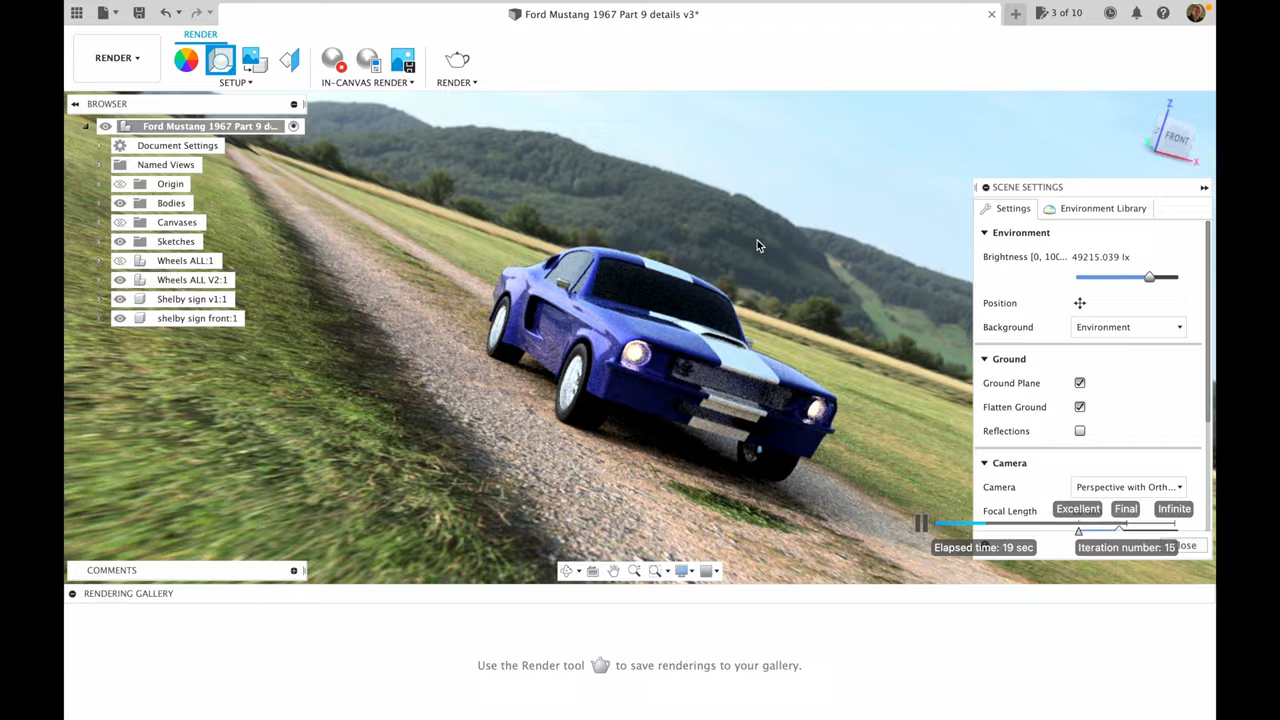 Ford Mustang 1967 Part 9 details v3*
3 of 10
RENDER
RENDER
SETUP
IN-CANVAS RENDER
RENDER
BROWSER
Ford Mustang 1967 Part 9 d...
Document Settings
Named Views
Origin
Bodies
Canvases
Sketches
Wheels ALL:1
Wheels ALL V2:1
Shelby sign v1:1
shelby sign front:1
Z
FRONT
X
SCENE SETTINGS
Settings
Environment Library
Environment
Brightness [0, 10(... 49215.039 lx
Position
Background Environment
Ground
Ground Plane
Flatten Ground
Reflections
Camera
Camera Perspective with Orth...
Focal Length
Excellent Final Infinite
Elapsed time: 19 sec
Iteration number: 15
COMMENTS
RENDERING GALLERY
Use the Render tool to save renderings to your gallery.